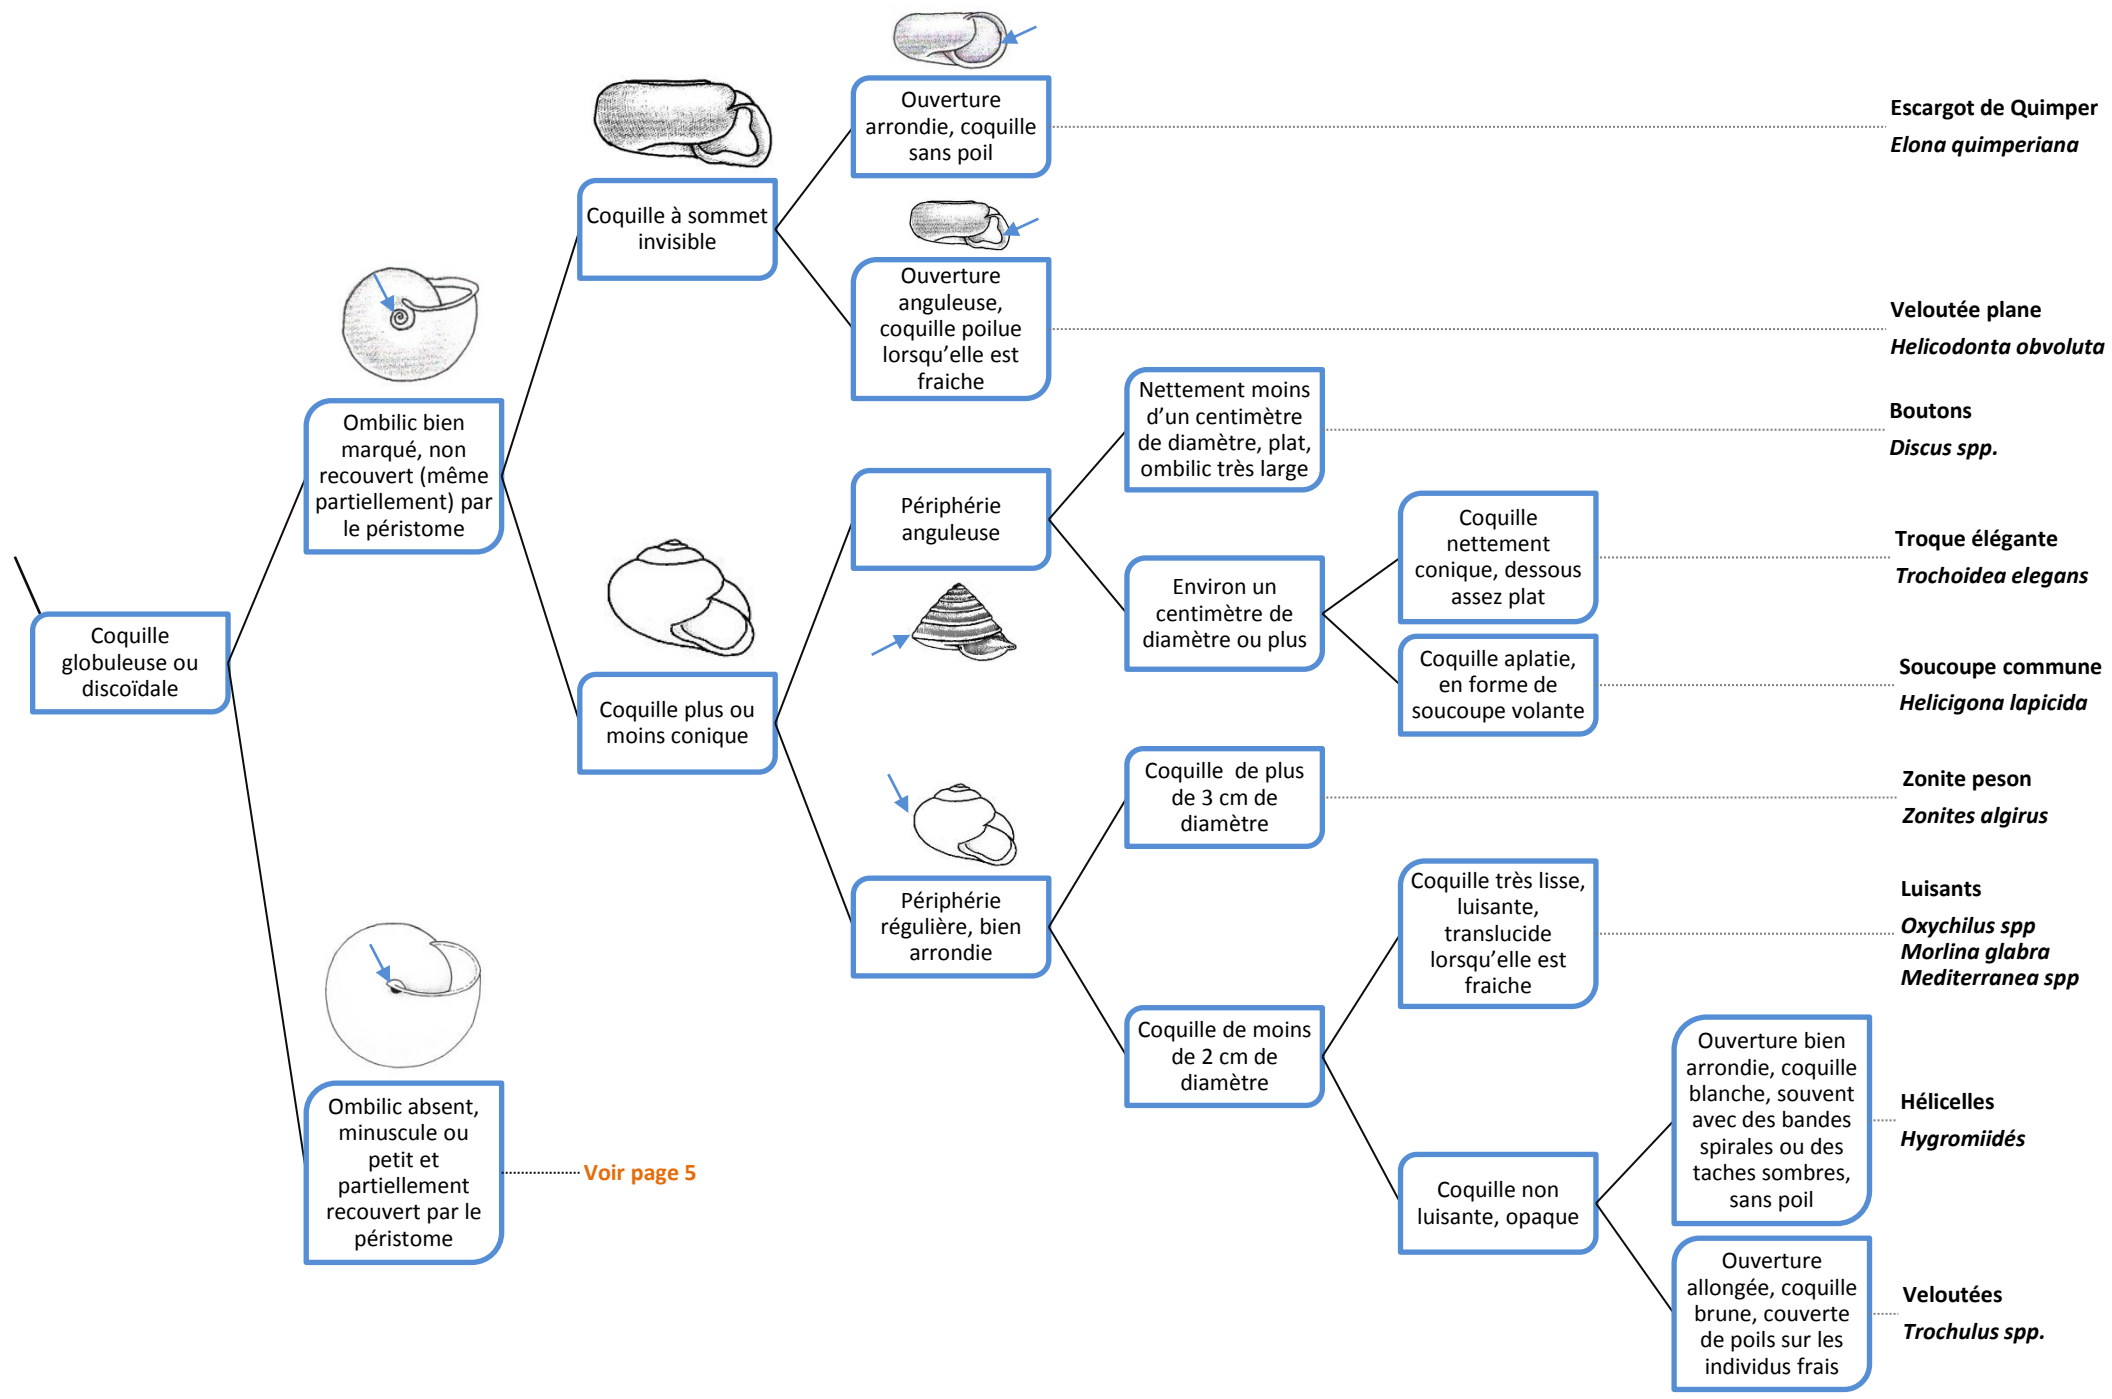 Coquille
globuleuse ou
discoïdale
Ombilic bien
marqué, non
recouvert (même
partiellement) par
le péristome
Ombilic absent,
minuscule ou
petit et
partiellement
recouvert par le
péristome
Voir page 5
Coquille à sommet
invisible
Coquille plus ou
moins conique
Ouverture
arrondie, coquille
sans poil
Ouverture
anguleuse,
coquille poilue
lorsqu'elle est
fraiche
Périphérie
anguleuse
Périphérie
régulière, bien
arrondie
Nettement moins
d'un centimètre
de diamètre, plat,
ombilic très large
Environ un
centimètre de
diamètre ou plus
Coquille de plus
de 3 cm de
diamètre
Coquille de moins
de 2 cm de
diamètre
Coquille
nettement
conique, dessous
assez plat
Coquille aplatie,
en forme de
soucoupe volante
Coquille très lisse,
luisante,
translucide
lorsqu'elle est
fraiche
Coquille non
luisante, opaque
Ouverture bien
arrondie, coquille
blanche, souvent
avec des bandes
spirales ou des
taches sombres,
sans poil
Ouverture
allongée, coquille
brune, couverte
de poils sur les
individus frais
Escargot de Quimper
Elona quimperiana
Veloutée plane
Helicodonta obvoluta
Boutons
Discus spp.
Troque élégante
Trochoidea elegans
Soucoupe commune
Helicigona lapicida
Zonite peson
Zonites algirus
Luisants
Oxychilus spp
Morlina glabra
Mediterranea spp
Hélicelles
Hygromiidés
Veloutées
Trochulus spp.